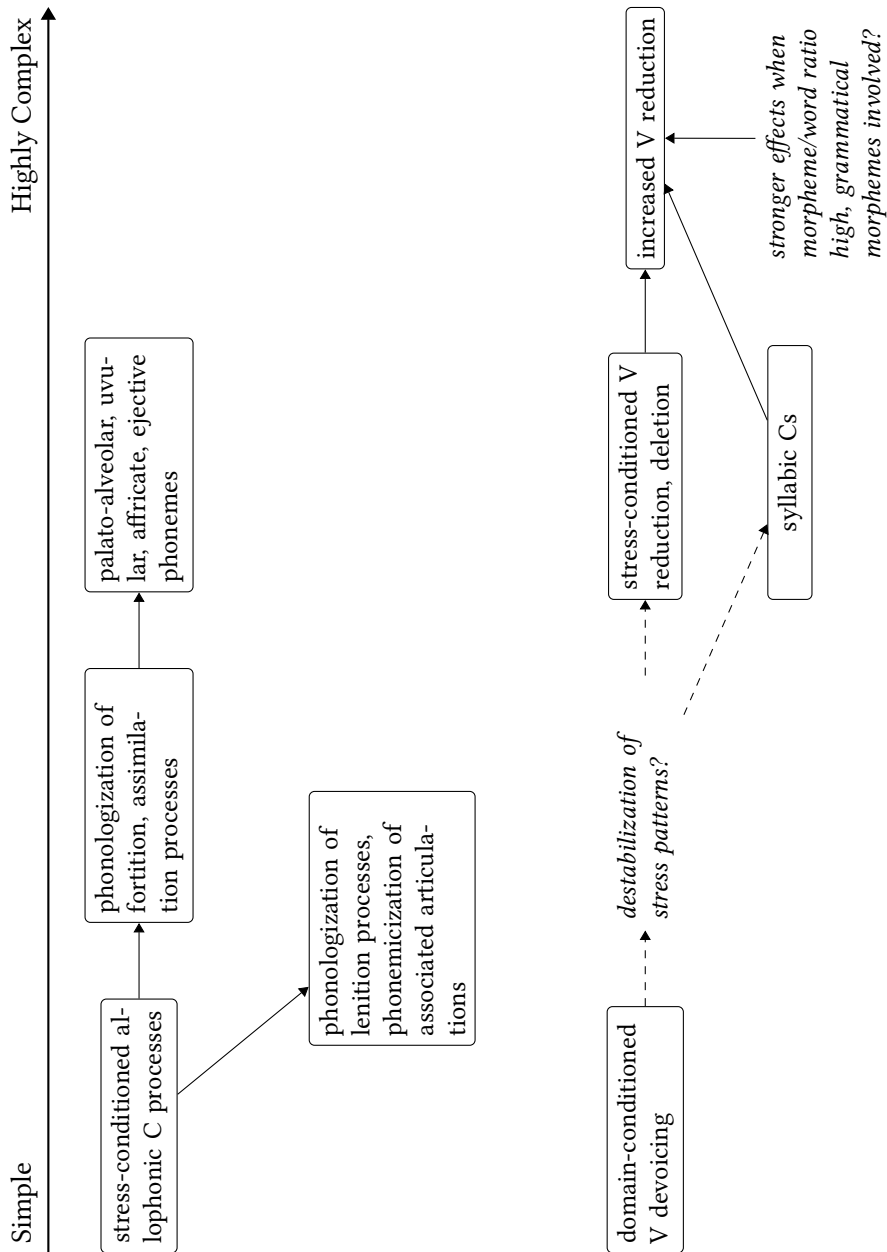 Simple
Highly Complex
stress-conditioned al-
lophonic C processes
phonologization of
fortition, assimila-
tion processes
palato-alveolar, uvu-
lar, affricate, ejective
phonemes
phonologization of
lenition processes,
phonemicization of
associated articula-
tions
domain-conditioned
V devoicing
destabilization of
stress patterns?
stress-conditioned V
reduction, deletion
increased V reduction
syllabic Cs
stronger effects when
morpheme/word ratio
high, grammatical
morphemes involved?